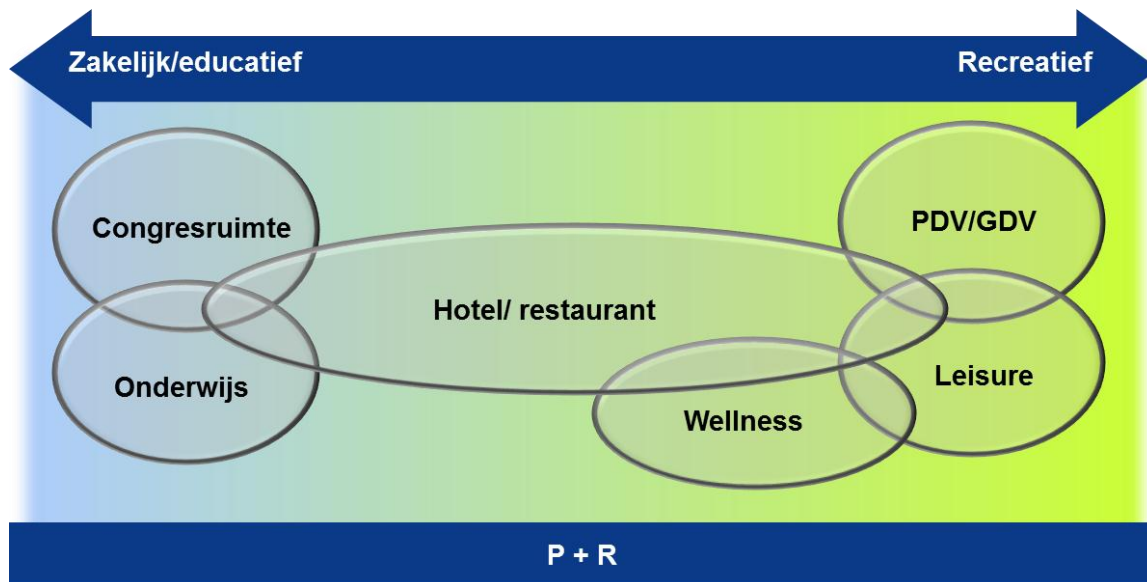 Zakelijk/educatief
Recreatief
Congresruimte
PDV/GDV
Hotel/ restaurant
Onderwijs
Leisure
Wellness
P + R